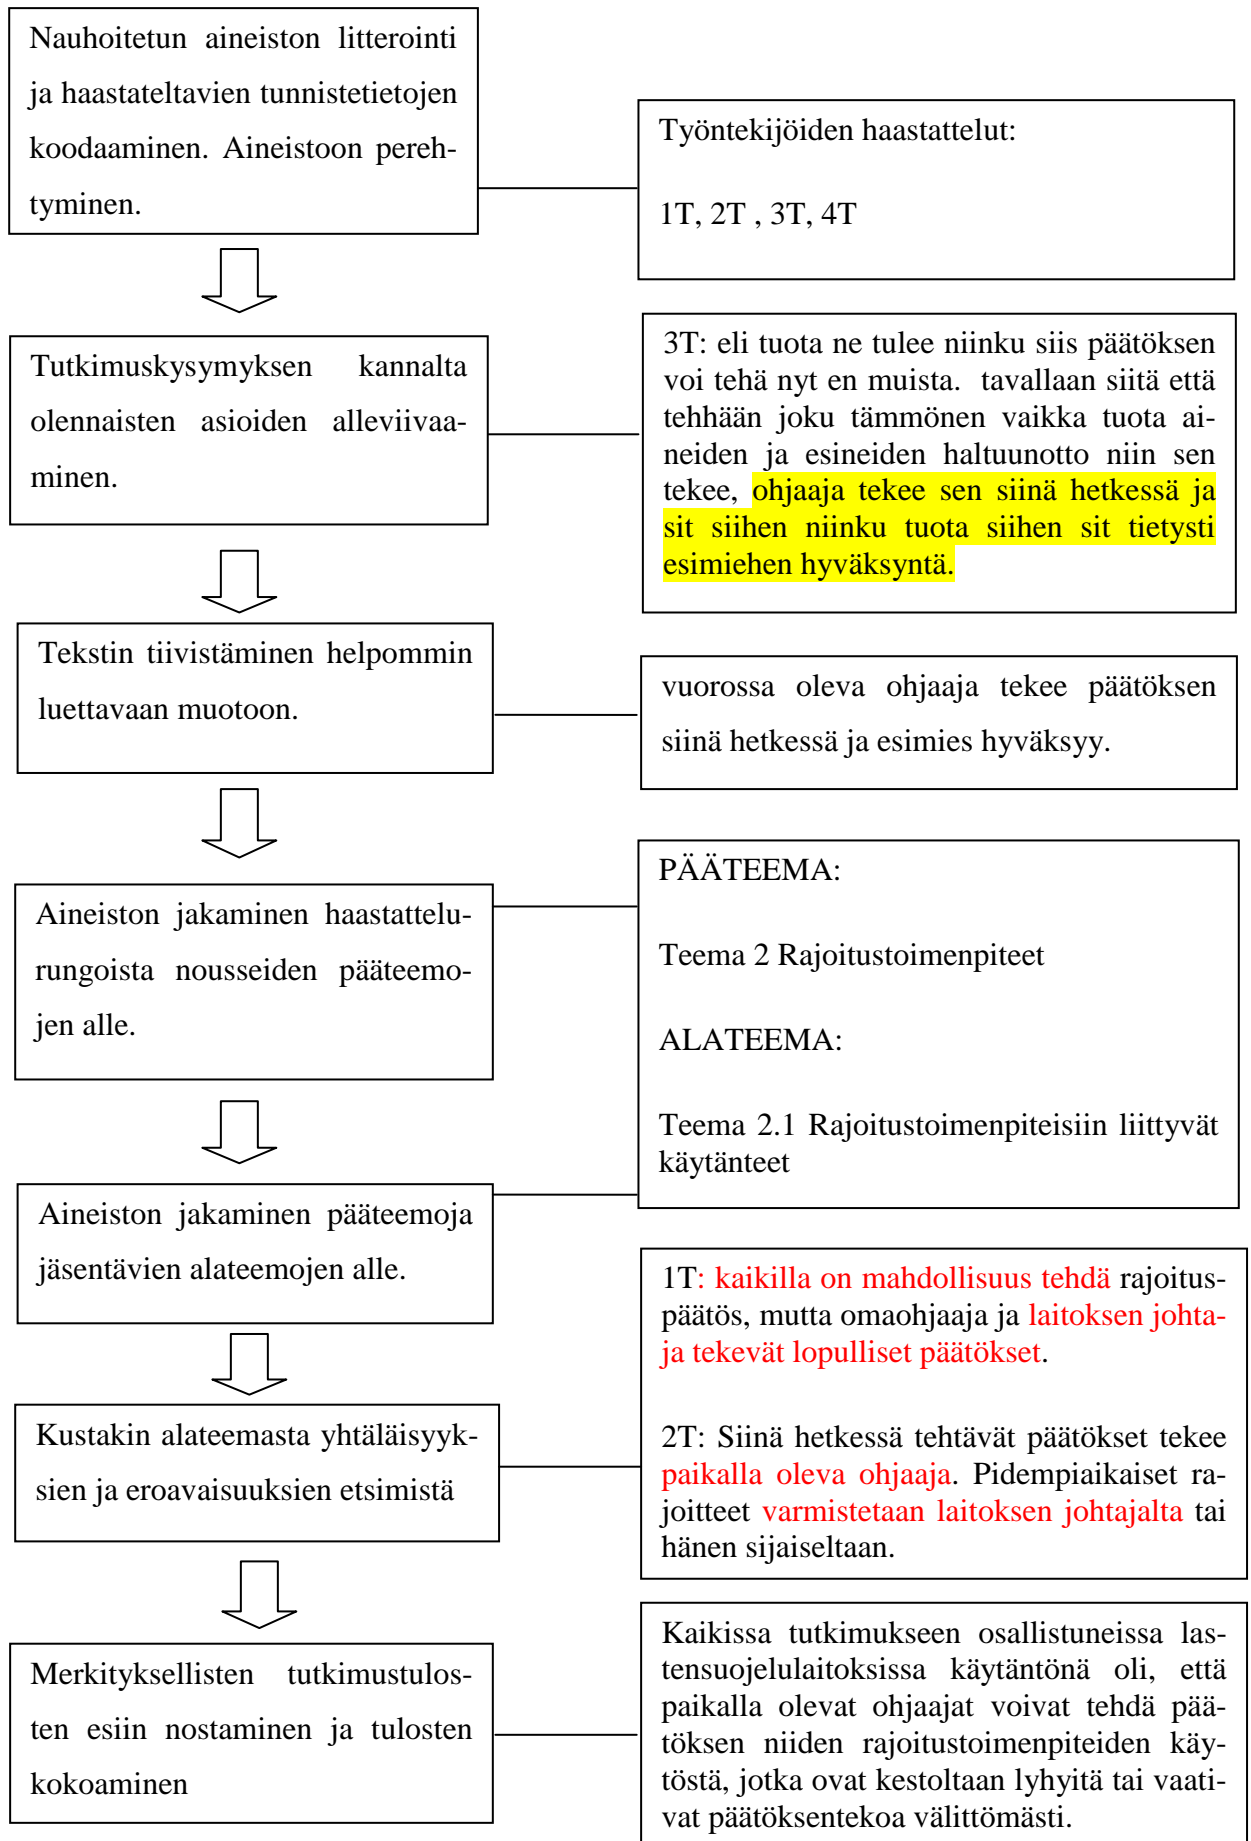 Nauhoitetun aineiston litterointi
ja haastateltavien tunnistetietojen
koodaaminen. Aineistoon pereh-
tyminen.
Työntekijöiden haastattelut:
1T, 2T , 3T, 4T
Tutkimuskysymyksen kannalta
olennaisten asioiden alleviivaa-
minen.
3T: eli tuota ne tulee niinku siis päätöksen
voi tehä nyt en muista. tavallaan siitä että
tehhään joku tämmönen vaikka tuota ai-
neiden ja esineiden haltuunotto niin sen
tekee, ohjaaja tekee sen siinä hetkessä ja
sit siihen niinku tuota siihen sit tietysti
esimiehen hyväksyntä.
Tekstin tiivistäminen helpommin
luettavaan muotoon.
vuorossa oleva ohjaaja tekee päätöksen
siinä hetkessä ja esimies hyväksyy.
Aineiston jakaminen haastattelu-
rungoista nousseiden pääteemo-
jen alle.
PÄÄTEEMA:
Teema 2 Rajoitustoimenpiteet
ALATEEMA:
Teema 2.1 Rajoitustoimenpiteisiin liittyvät
käytänteet
Aineiston jakaminen pääteemoja
jäsentävien alateemojen alle.
1T: kaikilla on mahdollisuus tehdä rajoitus-
päätös, mutta omaohjaaja ja laitoksen johta-
ja tekevät lopulliset päätökset.
2T: Siinä hetkessä tehtävät päätökset tekee
paikalla oleva ohjaaja. Pidempiaikaiset ra-
joitteet varmistetaan laitoksen johtajalta tai
hänen sijaiseltaan.
Kustakin alateemasta yhtäläisyyk-
sien ja eroavaisuuksien etsimistä
Merkityksellisten tutkimustulos-
ten esiin nostaminen ja tulosten
kokoaminen
Kaikissa tutkimukseen osallistuneissa las-
tensuojelulaitoksissa käytäntönä oli, että
paikalla olevat ohjaajat voivat tehdä pää-
töksen niiden rajoitustoimenpiteiden käy-
töstä, jotka ovat kestoltaan lyhyitä tai vaati-
vat päätöksentekoa välittömästi.